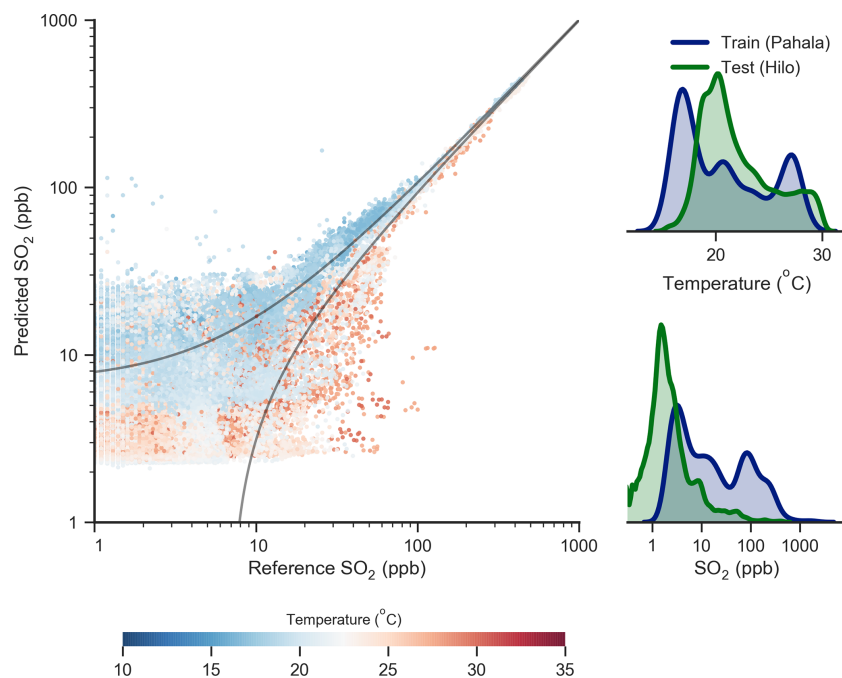 1000
100
10
1
Predicted SO2 (ppb)
1 10 100 1000
Reference SO2 (ppb)
Train (Pahala)
Test (Hilo)
20 30
Temperature (°C)
1 10 100 1000
SO2 (ppb)
Temperature (°C)
10 15 20 25 30 35